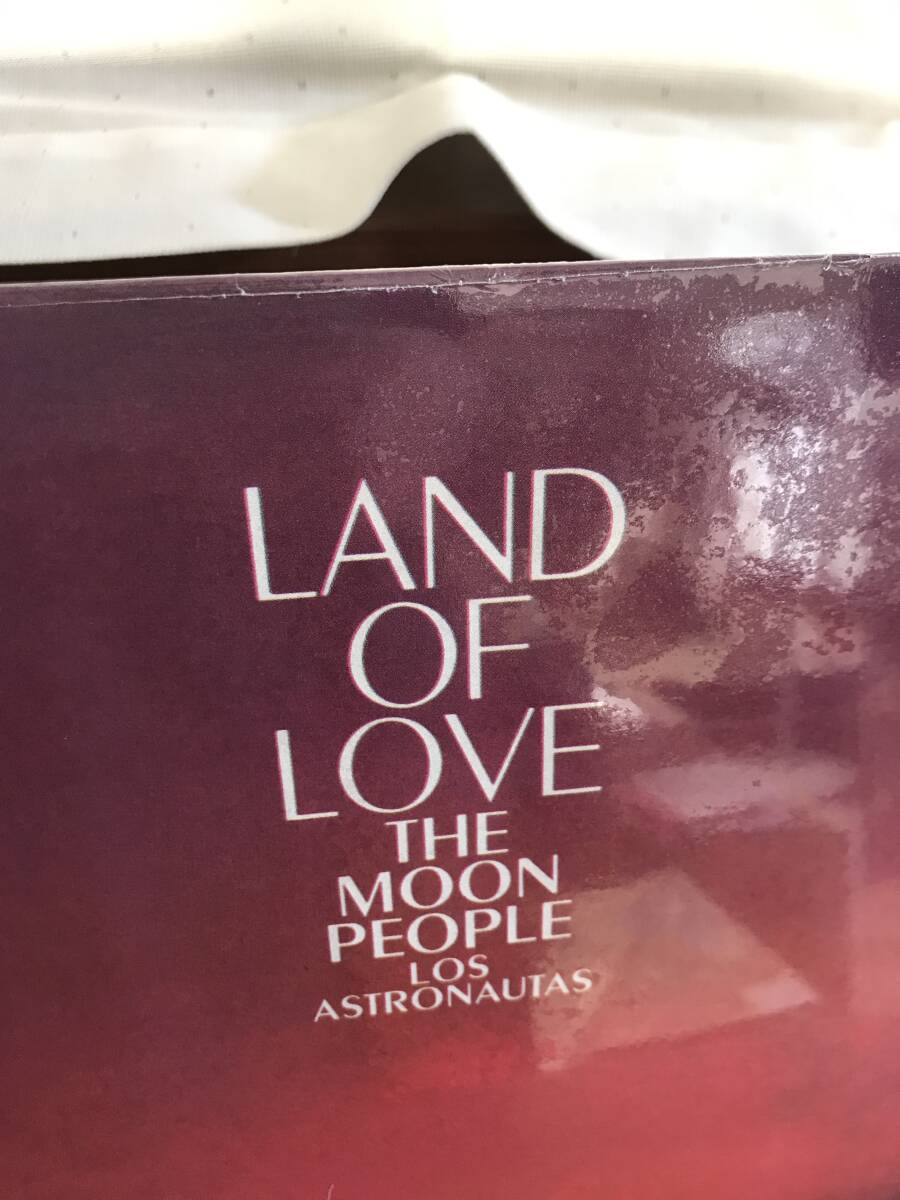 LAND
OF
LOVE
THE
MOON
PEOPLE
LOS
ASTRONAUTAS